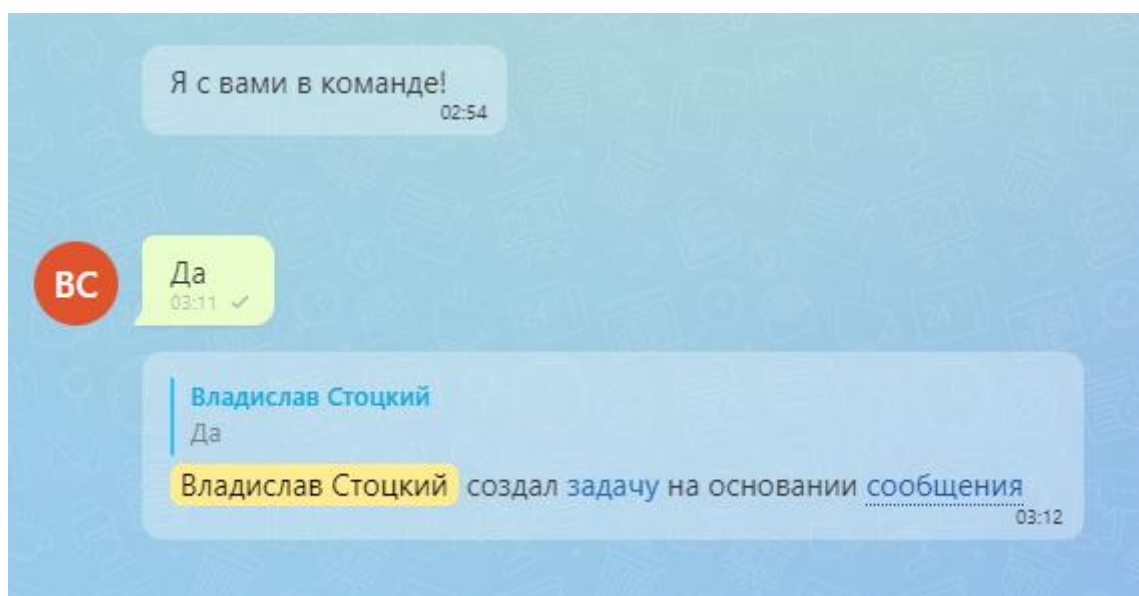 Я с вами в команде!
02:54
ВС
Да
03:11
Владислав Стоцкий
Да
Владислав Стоцкий создал задачу на основании сообщения
03:12